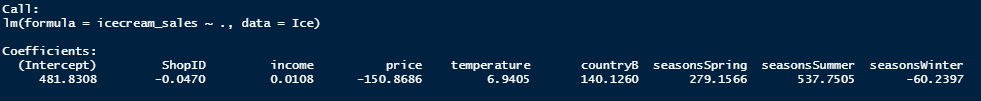 Call:
lm(formula = icecream_sales ~ ., data = Ice)
Coefficients:
(Intercept) ShopID income price temperature countryB seasonsSpring seasonsSummer seasonsWinter
481.8308 -0.0470 0.0108 -150.8686 6.9405 140.1260 279.1566 537.7505 -60.2397